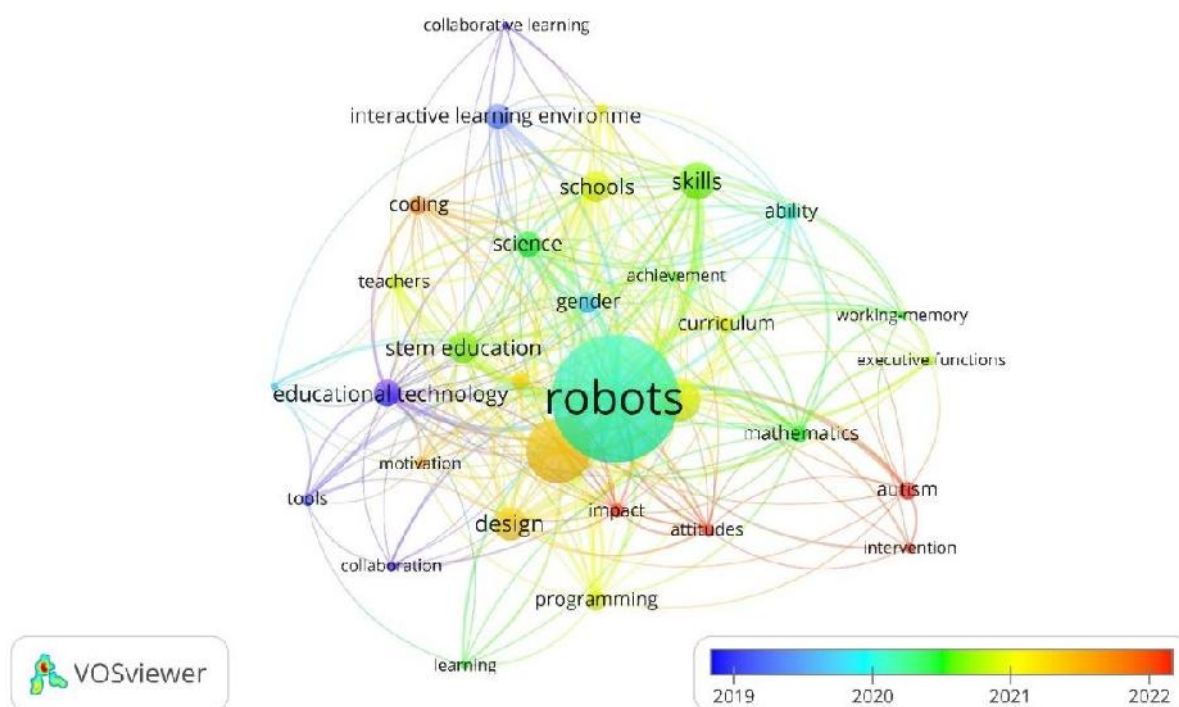 collaborative learning
interactive learning environme
schools
skills
coding
ability
science
teachers
achievement
gender
curriculum
working-memory
stem education
executive functions
educational technology
robots
mathematics
motivation
tools
autism
impact
design
attitudes
intervention
collaboration
programming
learning
VOSviewer
2019
2020
2021
2022